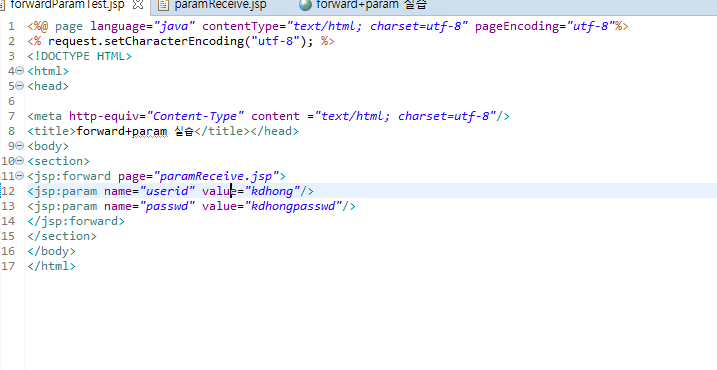 forwardParamTest.jsp paramReceive.jsp forward+param 실습
1 <%@ page language="java" contentType="text/html; charset=utf-8" pageEncoding="utf-8"%>
2 <% request.setCharacterEncoding("utf-8"); %>
3 <!DOCTYPE HTML>
4 <html>
5 <head>
6
7 <meta http-equiv="Content-Type" content ="text/html; charset=utf-8"/>
8 <title>forward+param 실습</title></head>
9 <body>
10 <section>
11 <jsp:forward page="paramReceive.jsp">
12 <jsp:param name="userid" value="kdhong"/>
13 <jsp:param name="passwd" value="kdhongpasswd"/>
14 </jsp:forward>
15 </section>
16 </body>
17 </html>